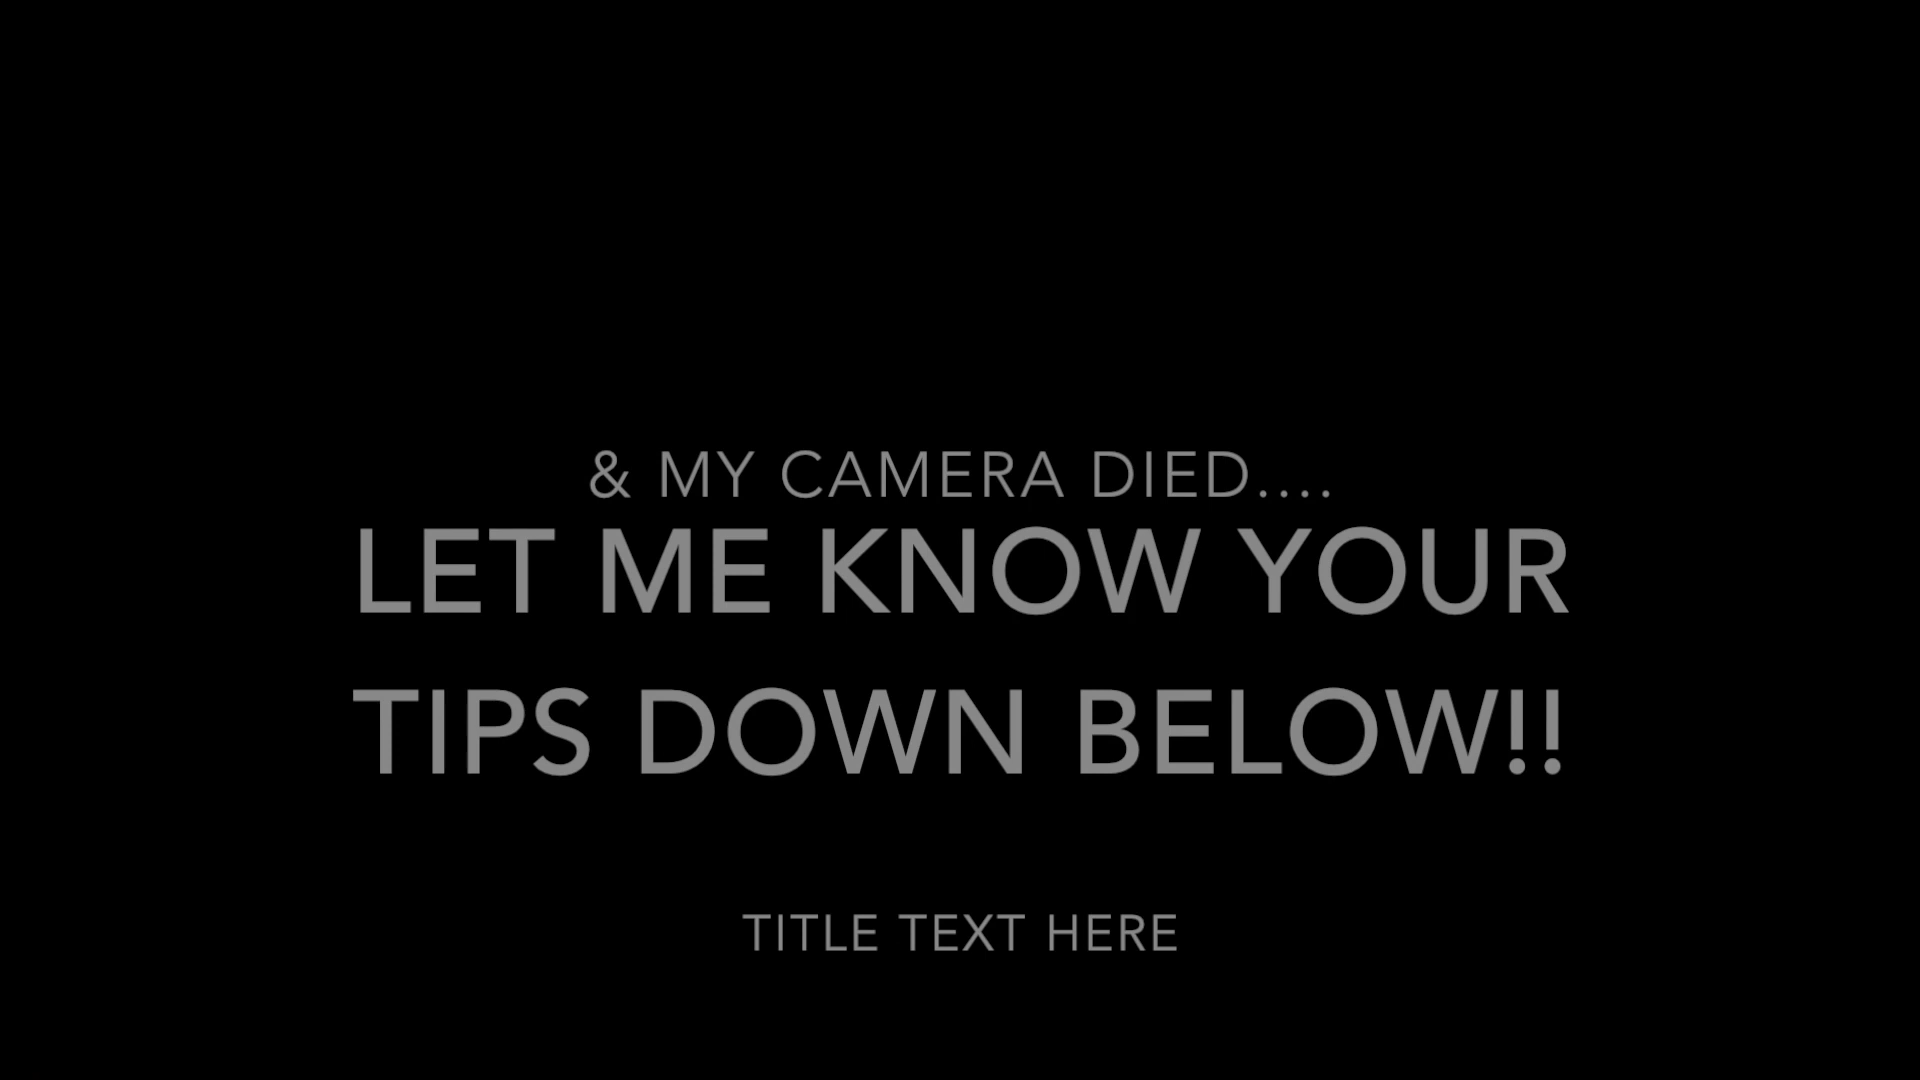 & MY CAMERA DIED....
LET ME KNOW YOUR
TIPS DOWN BELOW!!
TITLE TEXT HERE